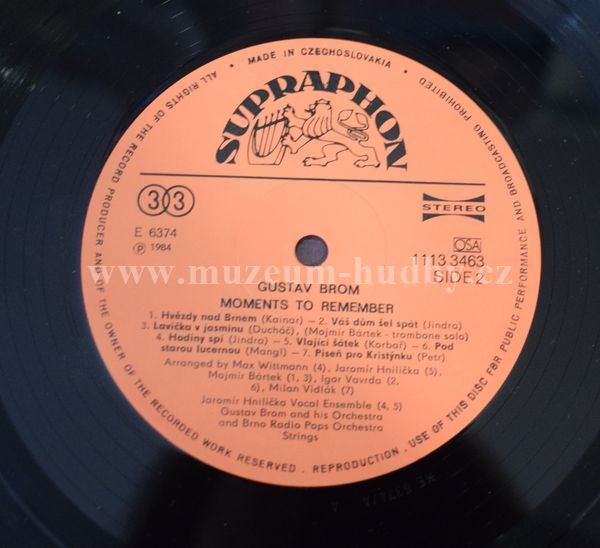 • MADE IN CZECHOSLOVAKIA •
ALL RIGHTS OF THE RECORD PRODUCER AND OF THE OWNER OF THE RECORDED WORK RESERVED . REPRODUCTION . USE OF THIS DISC FOR PUBLIC PERFORMANCE AND BROADCASTING PROHIBITED
SUPRAPHON
33
STEREO
E 6374
℗ 1984
OSA
1113 3463
SIDE 2
www.muzeum-hudby.cz
GUSTAV BROM
MOMENTS TO REMEMBER
1. Hvězdy nad Brnem (Kainar) – 2. Váš dům šel spát (Jindra)
3. Lavička v jasmínu (Ducháč), (Mojmír Bártek - trombone solo)
4. Hodiny spí (Jindra) – 5. Vlající šátek (Korbař) – 6. Pod
starou lucernou (Mangl) – 7. Píseň pro Kristýnku (Petr)
Arranged by Max Wittmann (4), Jaromír Hnilička (5),
Mojmír Bártek (1, 3), Igor Vavrda (2,
6), Milan Vidlák (7)
Jaromír Hnilička Vocal Ensemble (4, 5)
Gustav Brom and his Orchestra
and Brno Radio Pops Orchestra
Strings